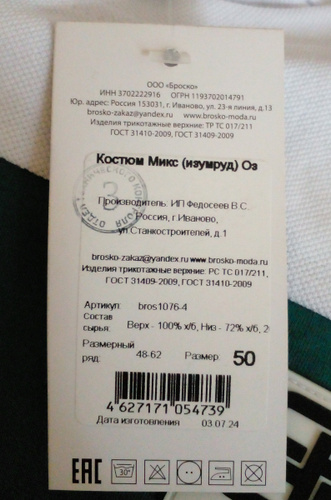 ООО «Броско»
ИНН 3702222916 ОГРН 1193702014791
Юр. адрес: Россия 153031, г. Иваново, ул. 23-я линия, д.13
brosko-zakaz@yandex.ru www.brosko-moda.ru
Изделия трикотажные верхние: ТР ТС 017/211
ГОСТ 31410-2009, ГОСТ 31409-2009
Костюм Микс (изумруд) Оз
3
Производитель ИП Федосеев В.С.
Россия, г.Иваново,
ул.Станкостроителей, д.1
brosko-zakaz@yandex.ru www.brosko-moda.ru
Изделия трикотажные верхние: РС ТС 017/211,
ГОСТ 31409-2009, ГОСТ 31410-2009
Артикул: bros1076-4
Состав сырья: Верх - 100% х/б, Низ - 72% х/б, 2
Размерный ряд: 48-62 Размер: 50
4 627171 054739
Дата изготовления 03.07.24
EAC 30°